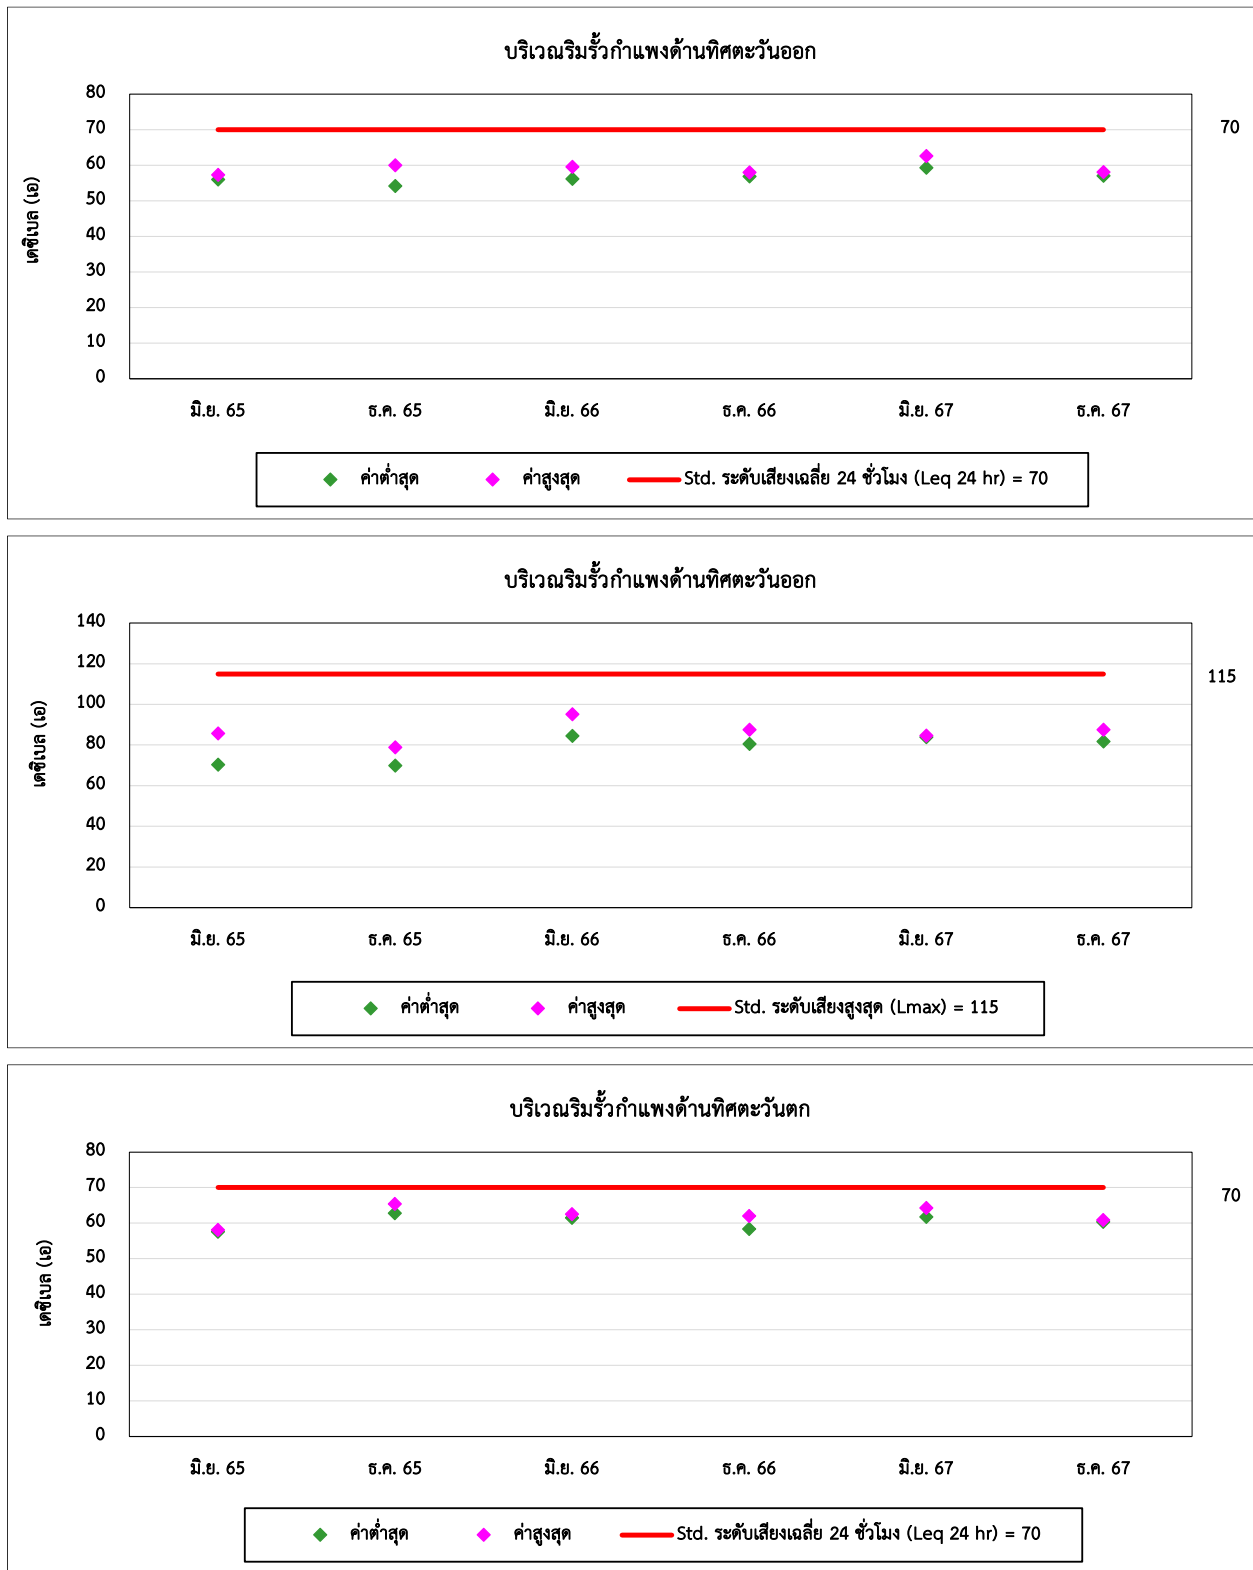 บริเวณริมรั้วกำแพงด้านทิศตะวันออก
80
70
60
50
40
30
20
10
0
เดซิเบล (เอ)
70
มิ.ย. 65 ธ.ค. 65 มิ.ย. 66 ธ.ค. 66 มิ.ย. 67 ธ.ค. 67
ค่าต่ำสุด ค่าสูงสุด Std. ระดับเสียงเฉลี่ย 24 ชั่วโมง (Leq 24 hr) = 70
บริเวณริมรั้วกำแพงด้านทิศตะวันออก
140
120
100
80
60
40
20
0
เดซิเบล (เอ)
115
มิ.ย. 65 ธ.ค. 65 มิ.ย. 66 ธ.ค. 66 มิ.ย. 67 ธ.ค. 67
ค่าต่ำสุด ค่าสูงสุด Std. ระดับเสียงสูงสุด (Lmax) = 115
บริเวณริมรั้วกำแพงด้านทิศตะวันตก
80
70
60
50
40
30
20
10
0
เดซิเบล (เอ)
70
มิ.ย. 65 ธ.ค. 65 มิ.ย. 66 ธ.ค. 66 มิ.ย. 67 ธ.ค. 67
ค่าต่ำสุด ค่าสูงสุด Std. ระดับเสียงเฉลี่ย 24 ชั่วโมง (Leq 24 hr) = 70